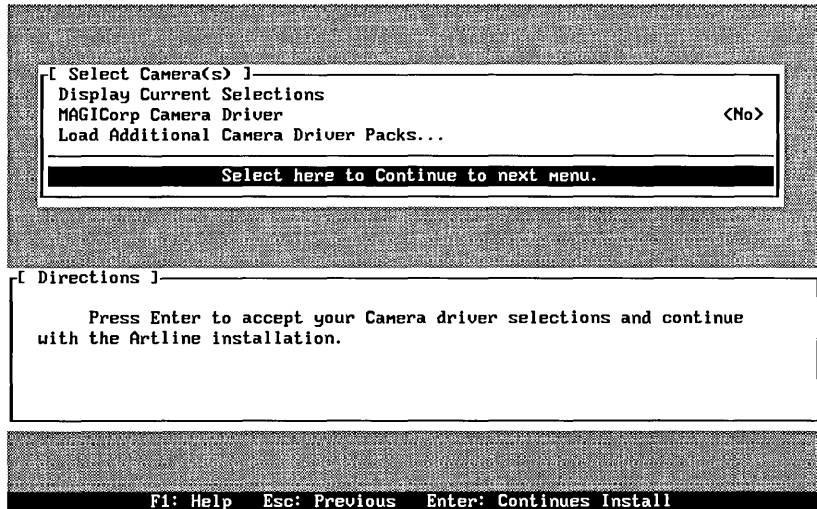 [ Select Camera(s) ]
Display Current Selections
MAGICorp Camera Driver <No>
Load Additional Camera Driver Packs...
Select here to Continue to next menu.
[ Directions ]
Press Enter to accept your Camera driver selections and continue
with the Artline installation.
F1: Help Esc: Previous Enter: Continues Install